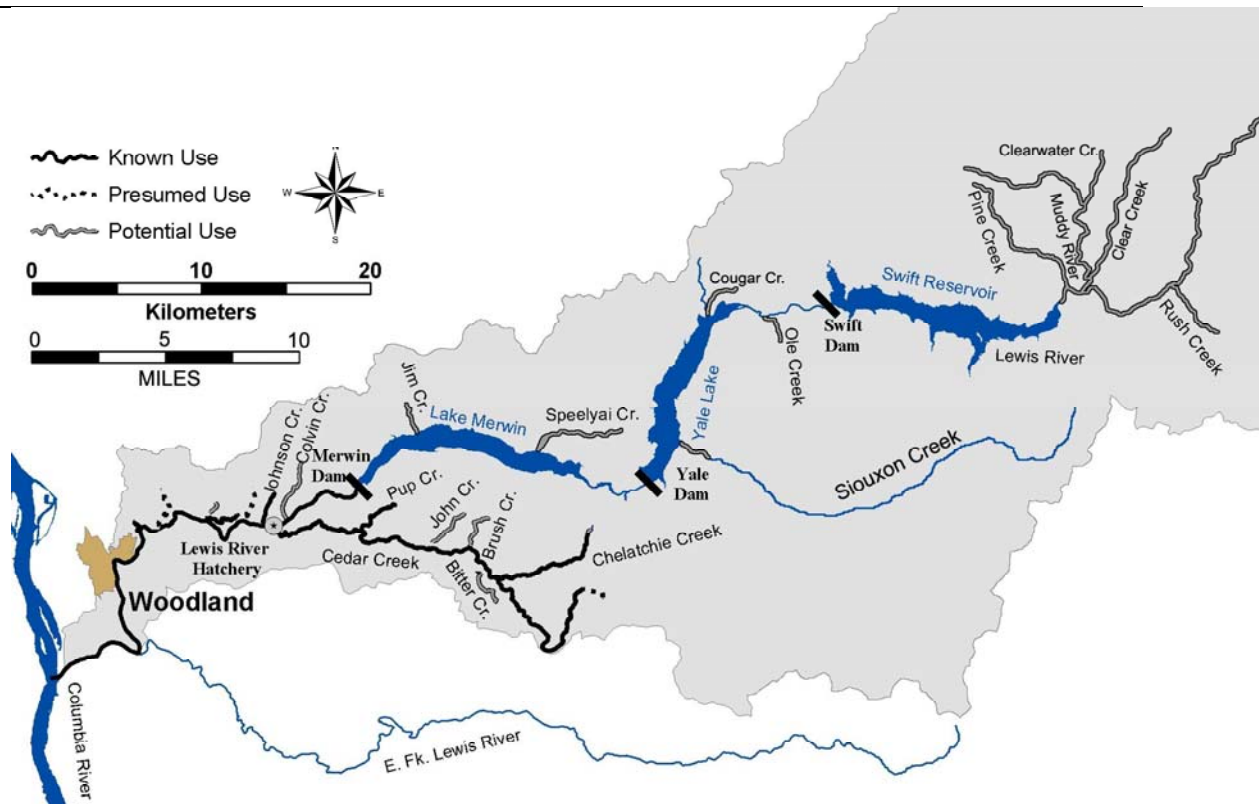 Known Use
Presumed Use
Potential Use
N
W
E
S
0 10 20
Kilometers
0 5 10
MILES
Clearwater Cr.
Pine Creek
Muddy River
Clear Creek
Rush Creek
Cougar Cr.
Swift Reservoir
Swift
Dam
Ole Creek
Lewis River
Jim Cr.
Lake Merwin
Speelyai Cr.
Yale Lake
Johnson Cr.
Colvin Cr.
Merwin
Dam
Yale
Dam
Siouxon Creek
Pup Cr.
John Cr.
Brush Cr.
Lewis River
Hatchery
Cedar Creek
Bitter Cr.
Chelatchie Creek
Woodland
Columbia River
E. Fk. Lewis River